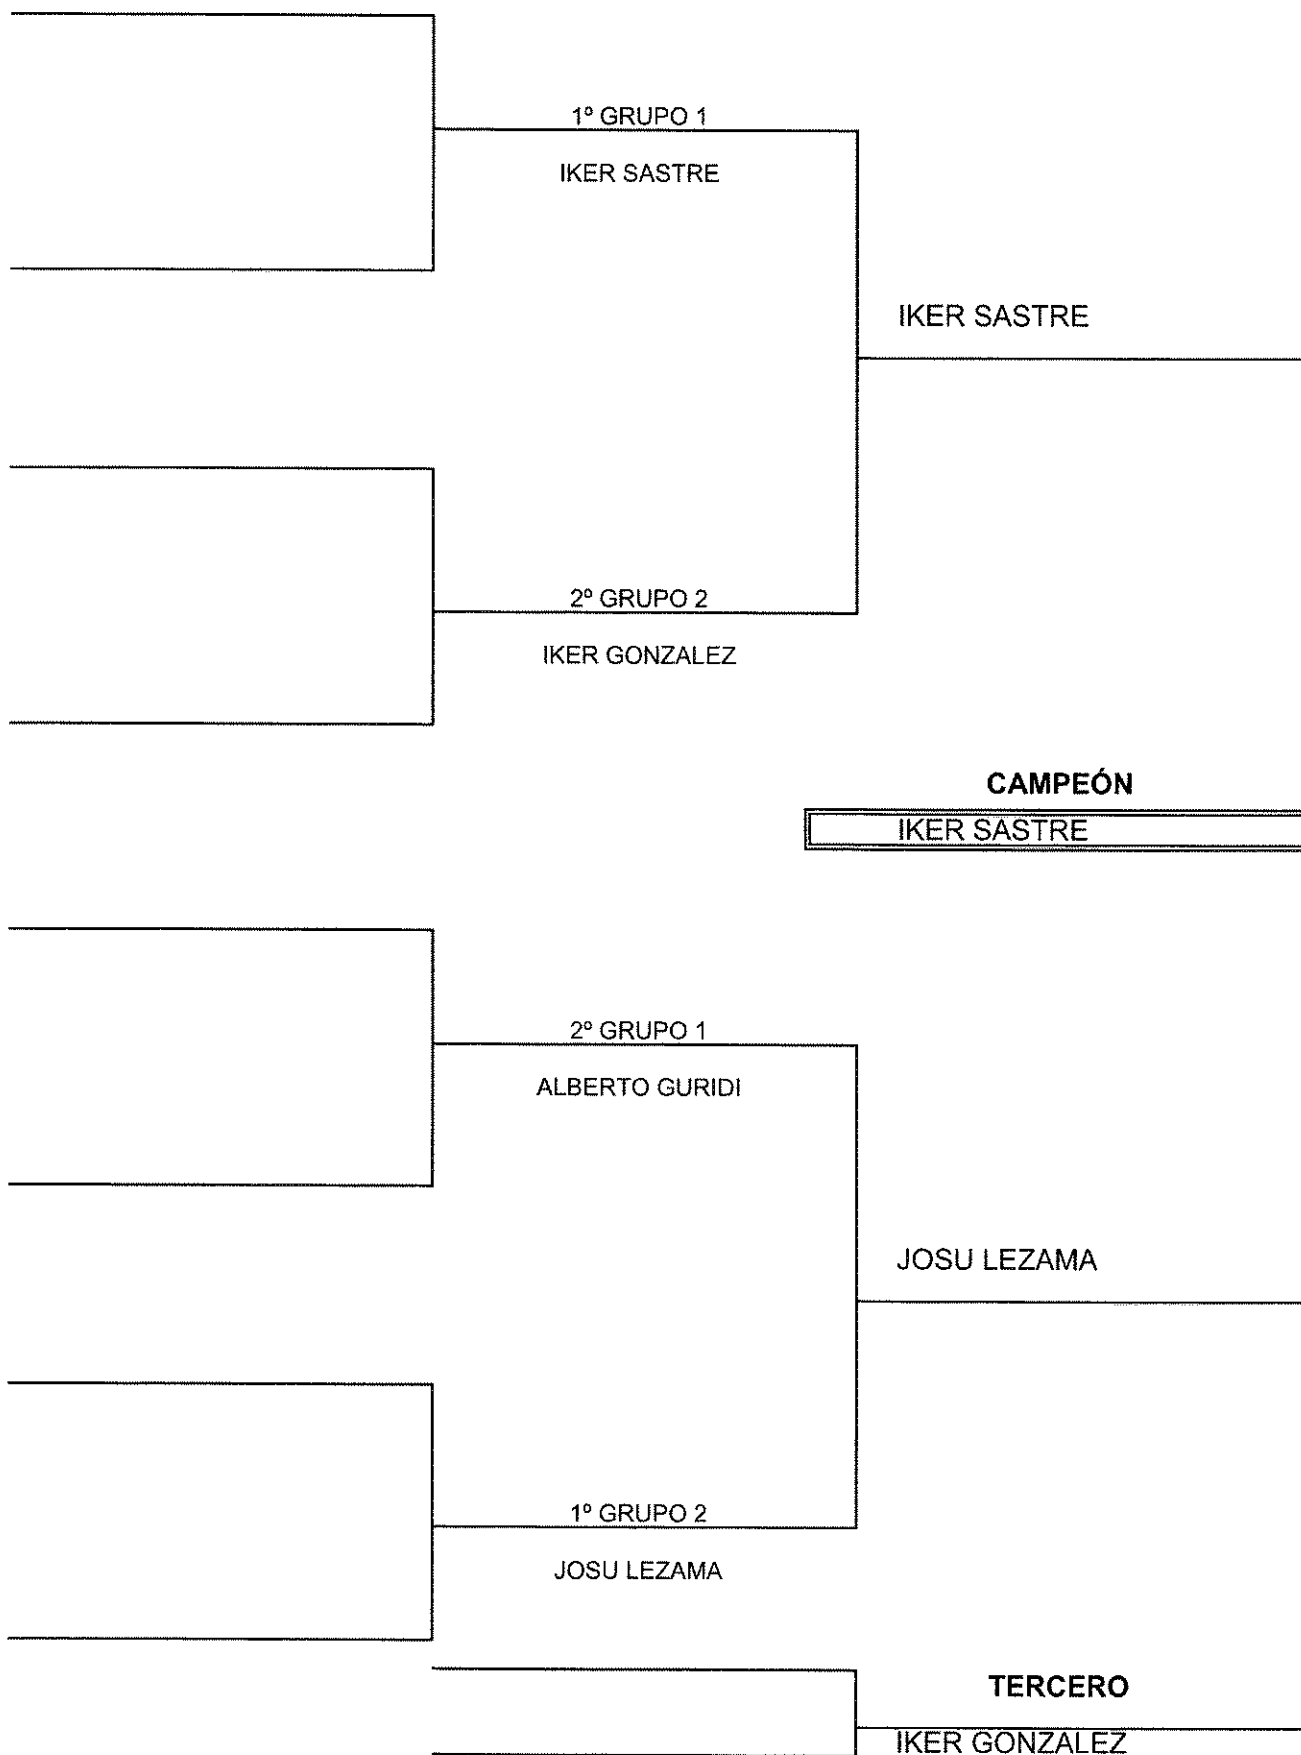 1º GRUPO 1
IKER SASTRE
IKER SASTRE
2º GRUPO 2
IKER GONZALEZ
CAMPEÓN
IKER SASTRE
2º GRUPO 1
ALBERTO GURIDI
JOSU LEZAMA
1º GRUPO 2
JOSU LEZAMA
TERCERO
IKER GONZALEZ